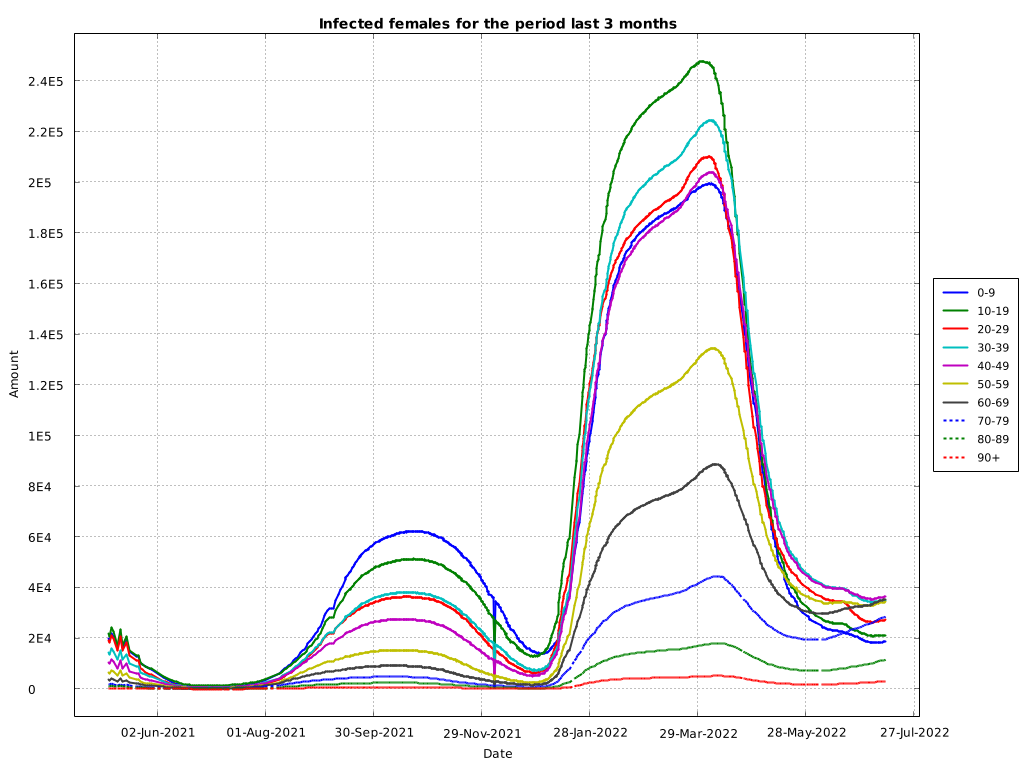 Infected females for the period last 3 months
2.4E5
2.2E5
2E5
1.8E5
1.6E5
1.4E5
1.2E5
1E5
8E4
6E4
4E4
2E4
0
Amount
02-Jun-2021
01-Aug-2021
30-Sep-2021
29-Nov-2021
28-Jan-2022
29-Mar-2022
28-May-2022
27-Jul-2022
Date
0-9
10-19
20-29
30-39
40-49
50-59
60-69
70-79
80-89
90+